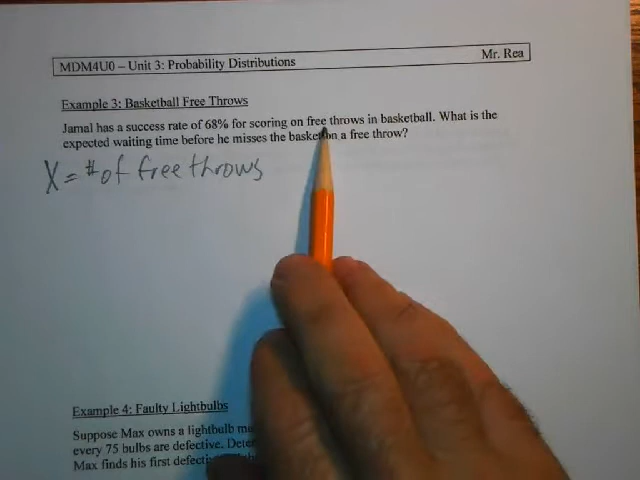 MDM4U0 – Unit 3: Probability Distributions Mr. Rea
Example 3: Basketball Free Throws
Jamal has a success rate of 68% for scoring on free throws in basketball. What is the
expected waiting time before he misses the basket on a free throw?
X = # of free throws
Example 4: Faulty Lightbulbs
Suppose Max owns a lightbulb
every 75 bulbs are defective.
Max finds his first